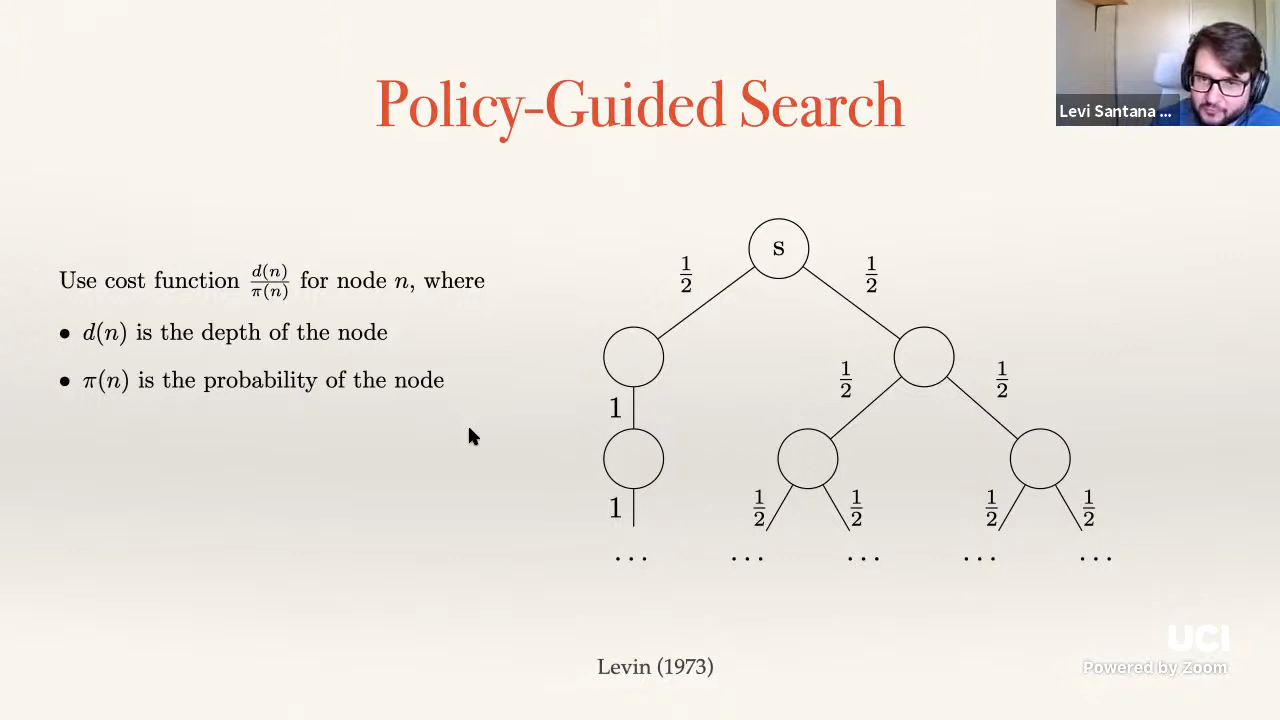 Levi Santana ...
Policy-Guided Search
Use cost function d(n)/π(n) for node n, where
• d(n) is the depth of the node
• π(n) is the probability of the node
s
1/2 1/2
1/2 1/2
1
1 1/2 1/2 1/2 1/2
... ... ... ... ...
Levin (1973)
UCI
Powered by Zoom